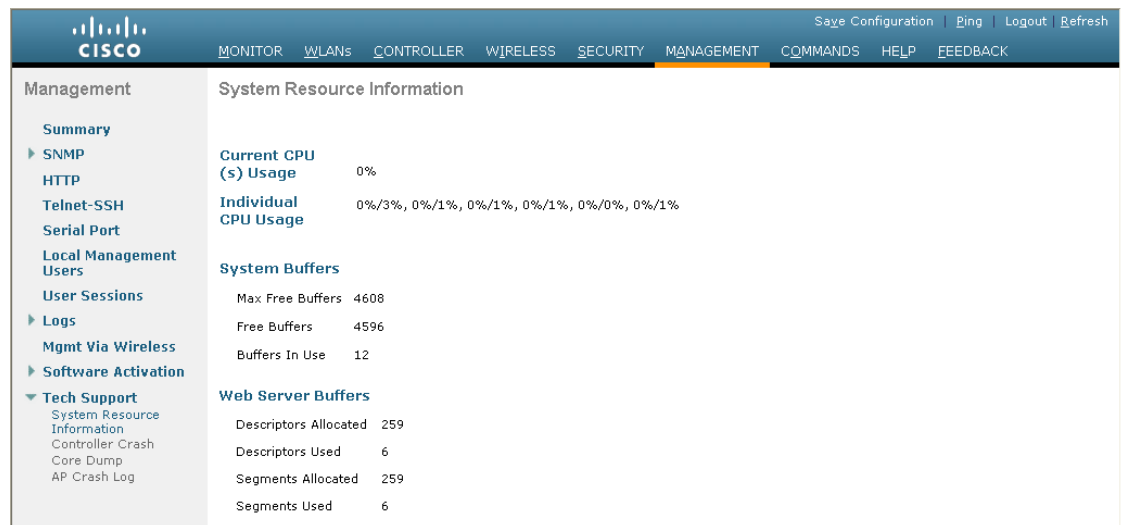 Save Configuration | Ping | Logout | Refresh
CISCO
MONITOR WLANs CONTROLLER WIRELESS SECURITY MANAGEMENT COMMANDS HELP FEEDBACK
Management
Summary
SNMP
HTTP
Telnet-SSH
Serial Port
Local Management
Users
User Sessions
Logs
Mgmt Via Wireless
Software Activation
Tech Support
System Resource
Information
Controller Crash
Core Dump
AP Crash Log
System Resource Information
Current CPU
(s) Usage 0%
Individual 0%/3%, 0%/1%, 0%/1%, 0%/1%, 0%/0%, 0%/1%
CPU Usage
System Buffers
Max Free Buffers 4608
Free Buffers 4596
Buffers In Use 12
Web Server Buffers
Descriptors Allocated 259
Descriptors Used 6
Segments Allocated 259
Segments Used 6